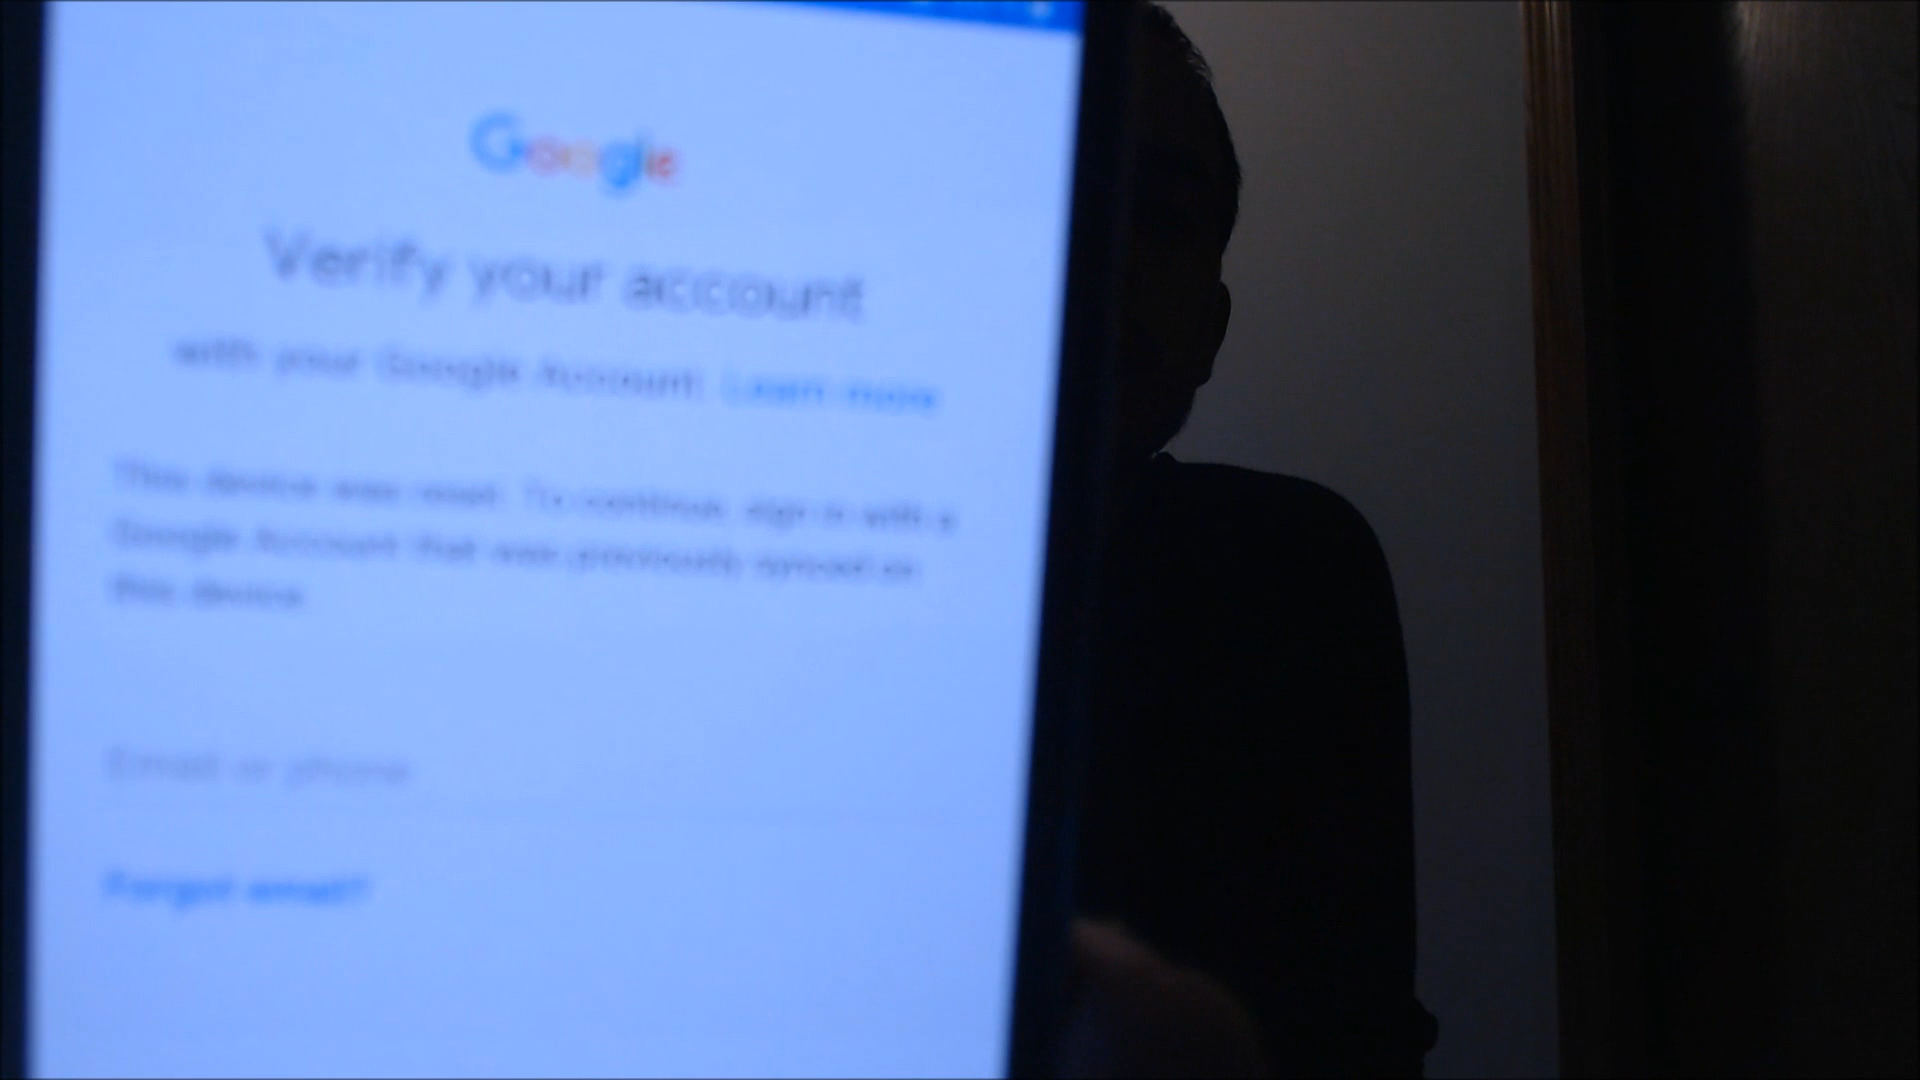 Google
Verify your account
with your Google Account. Learn more
This device was reset. To continue, sign in with a
Google Account that was previously synced on
this device.
Email or phone
Forgot email?